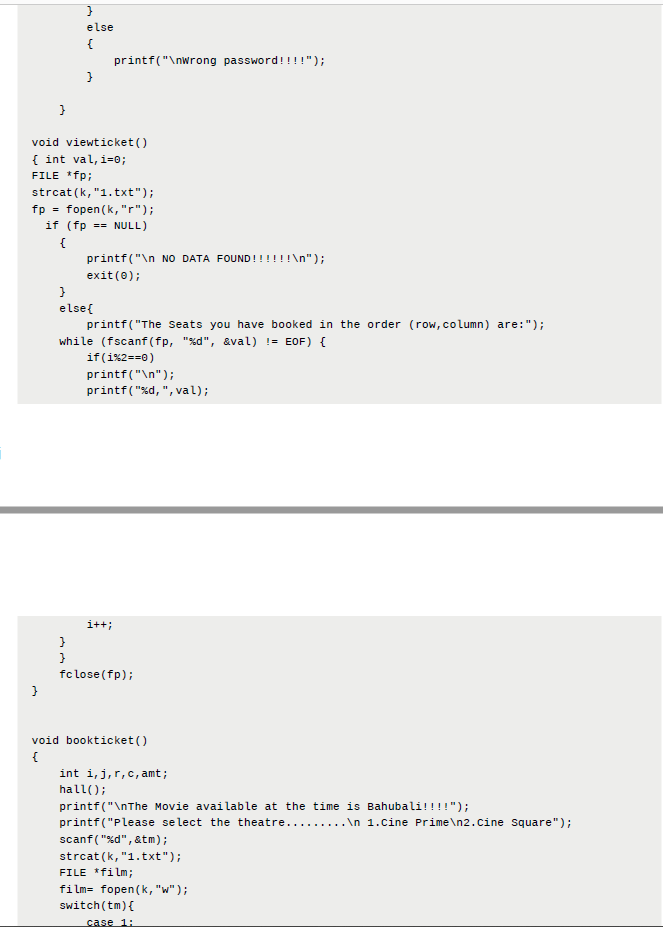 }
        else
        {
            printf("\nWrong password!!!!");
        }

    }

void viewticket()
{ int val,i=0;
FILE *fp;
strcat(k,"1.txt");
fp = fopen(k,"r");
  if (fp == NULL)
    {
        printf("\n NO DATA FOUND!!!!!!\n");
        exit(0);
    }
    else{
        printf("The Seats you have booked in the order (row,column) are:");
    while (fscanf(fp, "%d", &val) != EOF) {
        if(i%2==0)
        printf("\n");
        printf("%d,",val);
        i++;
    }
    }
    fclose(fp);
}

void bookticket()
{
    int i,j,r,c,amt;
    hall();
    printf("\nThe Movie available at the time is Bahubali!!!!");
    printf("Please select the theatre.........\n 1.Cine Prime\n2.Cine Square");
    scanf("%d",&tm);
    strcat(k,"1.txt");
    FILE *film;
    film= fopen(k,"w");
    switch(tm){
        case 1: